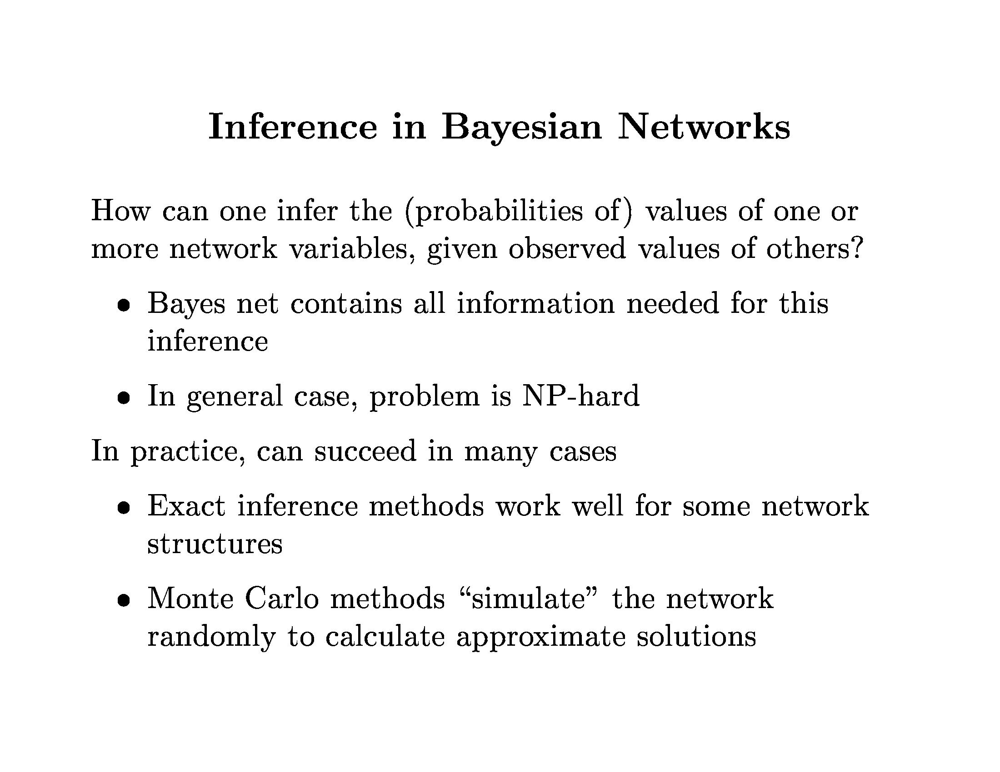 Inference in Bayesian Networks
How can one infer the (probabilities of) values of one or
more network variables, given observed values of others?
• Bayes net contains all information needed for this
inference
• In general case, problem is NP-hard
In practice, can succeed in many cases
• Exact inference methods work well for some network
structures
• Monte Carlo methods “simulate” the network
randomly to calculate approximate solutions